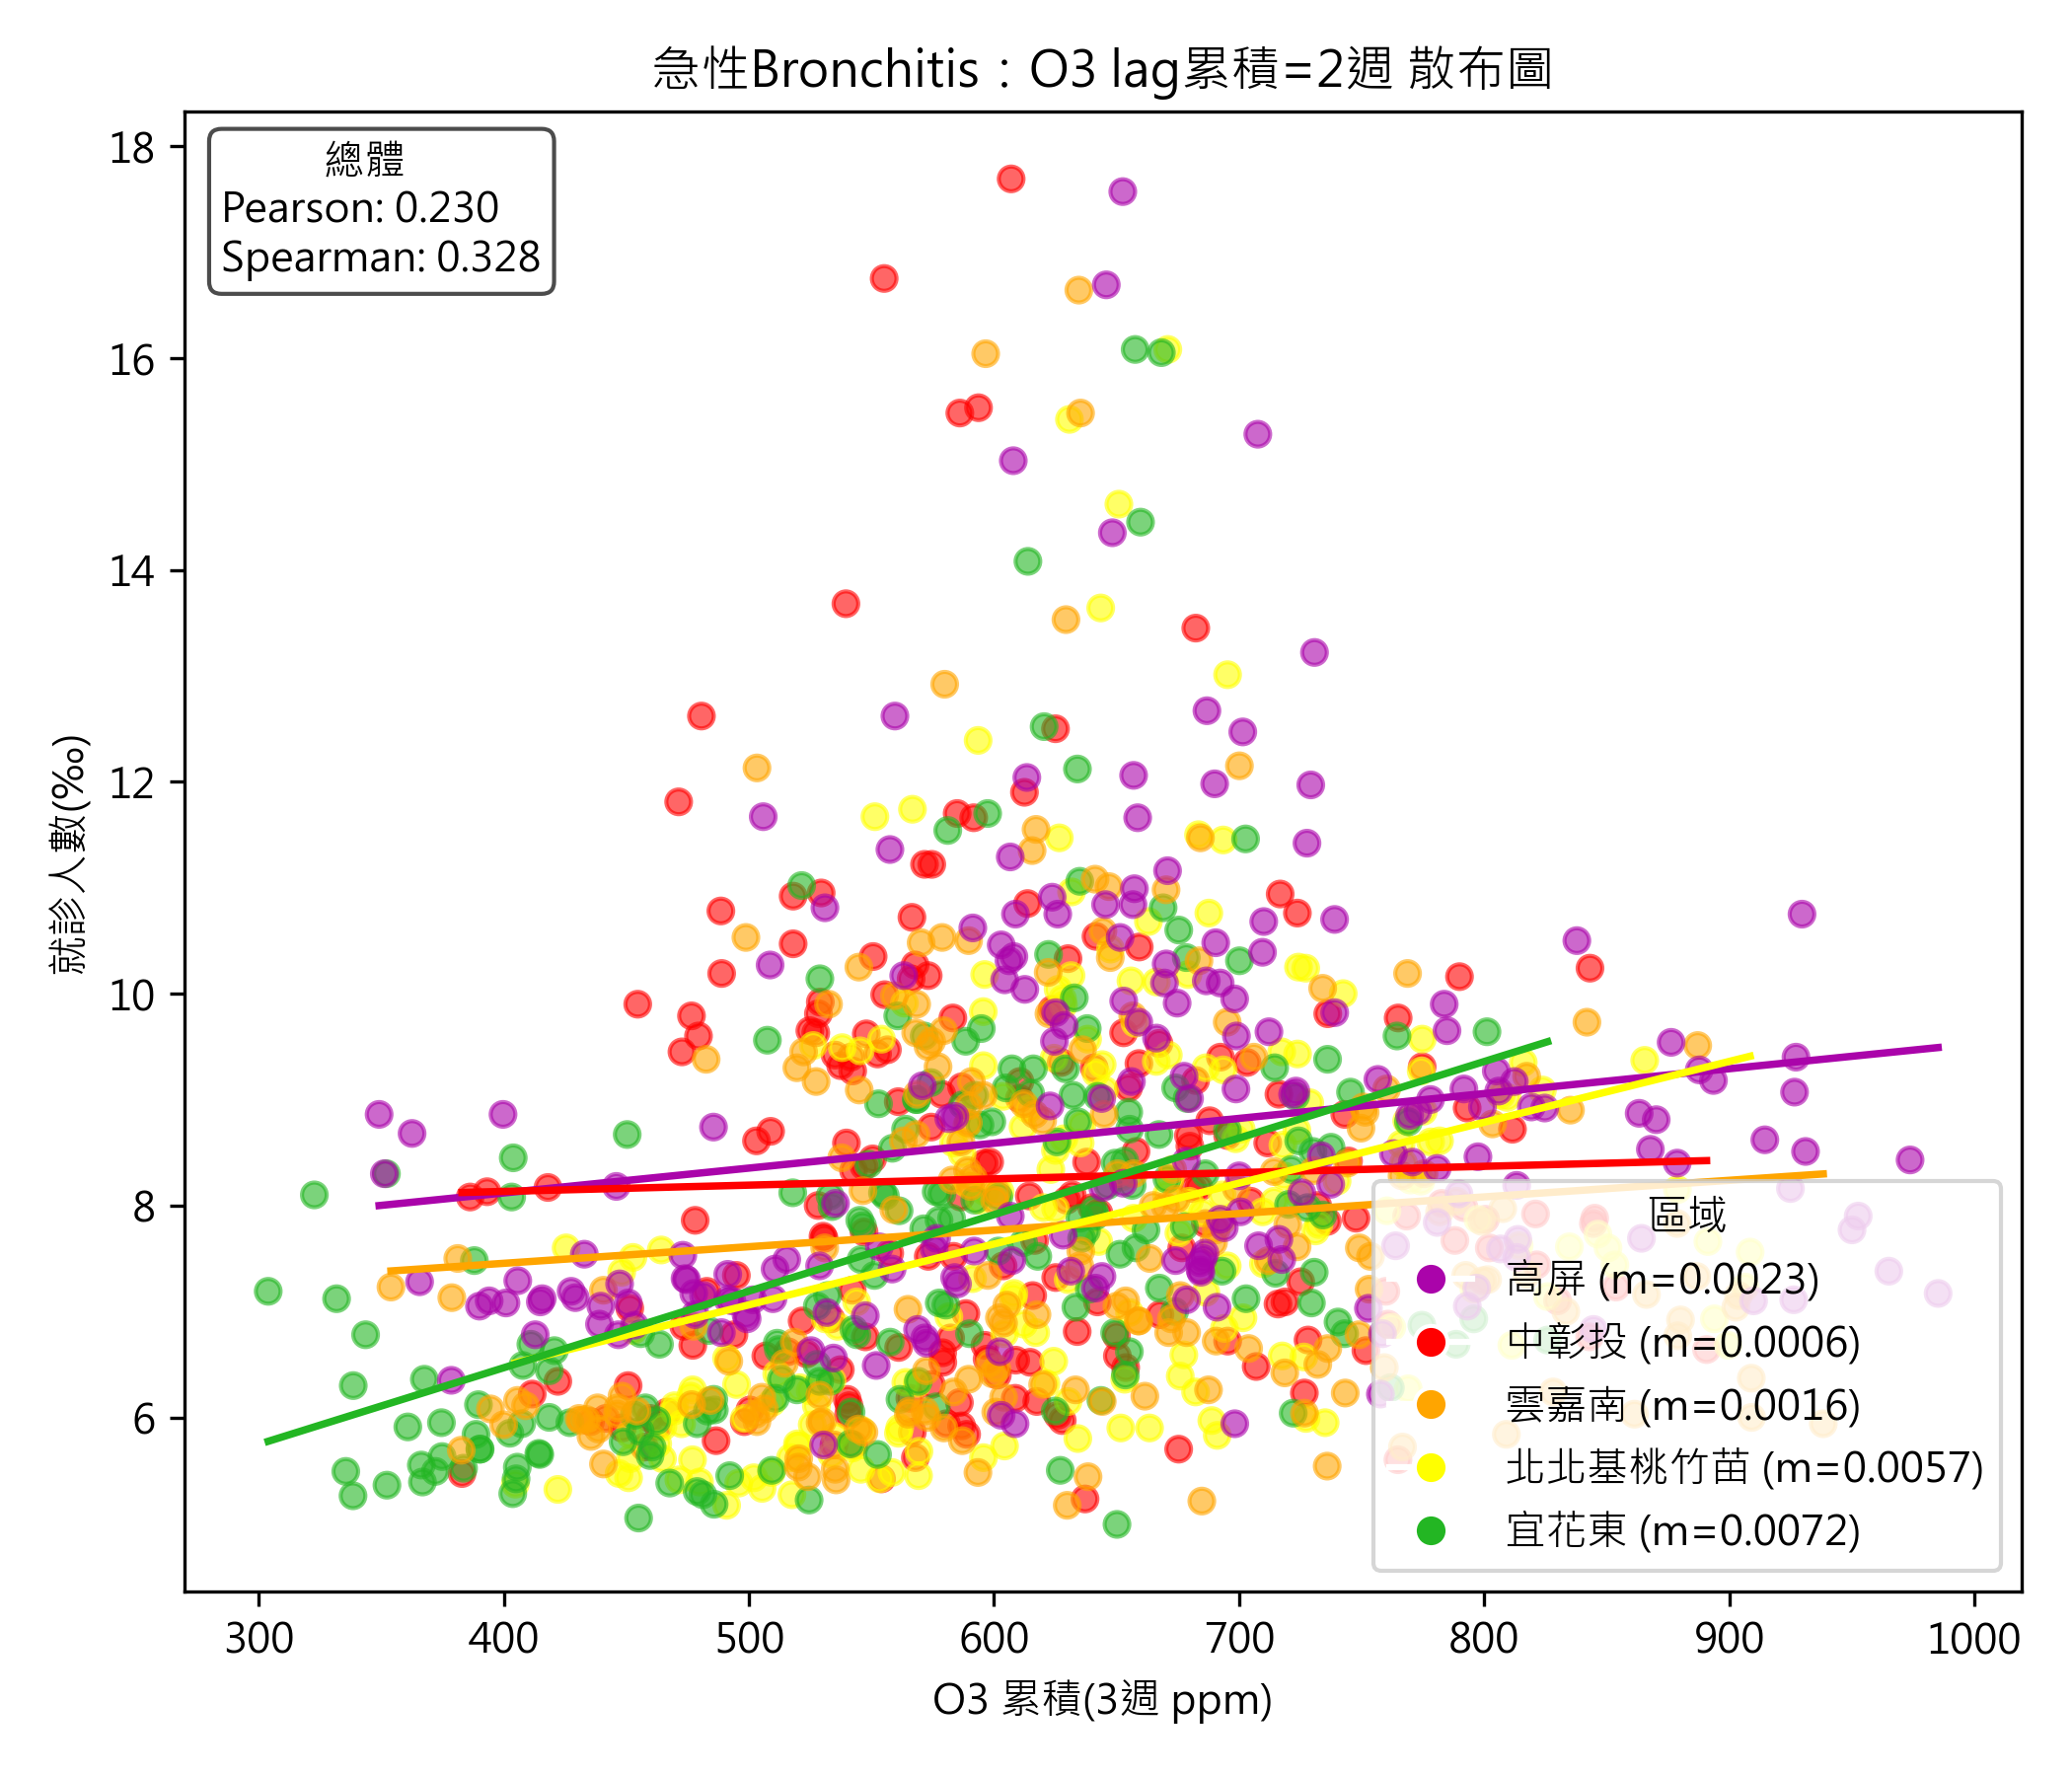 急性Bronchitis：O3 lag累積=2週 散布圖
總體
Pearson: 0.230
Spearman: 0.328
就診人數(‰)
18
16
14
12
10
8
6
區域
高屏 (m=0.0023)
中彰投 (m=0.0006)
雲嘉南 (m=0.0016)
北北基桃竹苗 (m=0.0057)
宜花東 (m=0.0072)
300 400 500 600 700 800 900 1000
O3 累積(3週 ppm)